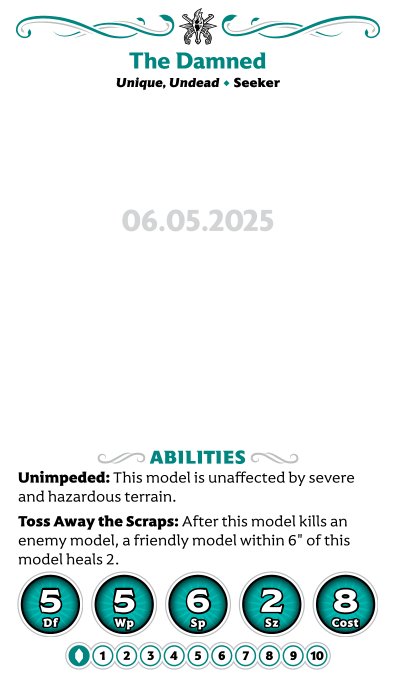 The Damned
Unique, Undead ♦ Seeker
06.05.2025
ABILITIES
Unimpeded: This model is unaffected by severe
and hazardous terrain.
Toss Away the Scraps: After this model kills an
enemy model, a friendly model within 6" of this
model heals 2.
5 5 6 2 8
Df Wp Sp Sz Cost
1 2 3 4 5 6 7 8 9 10